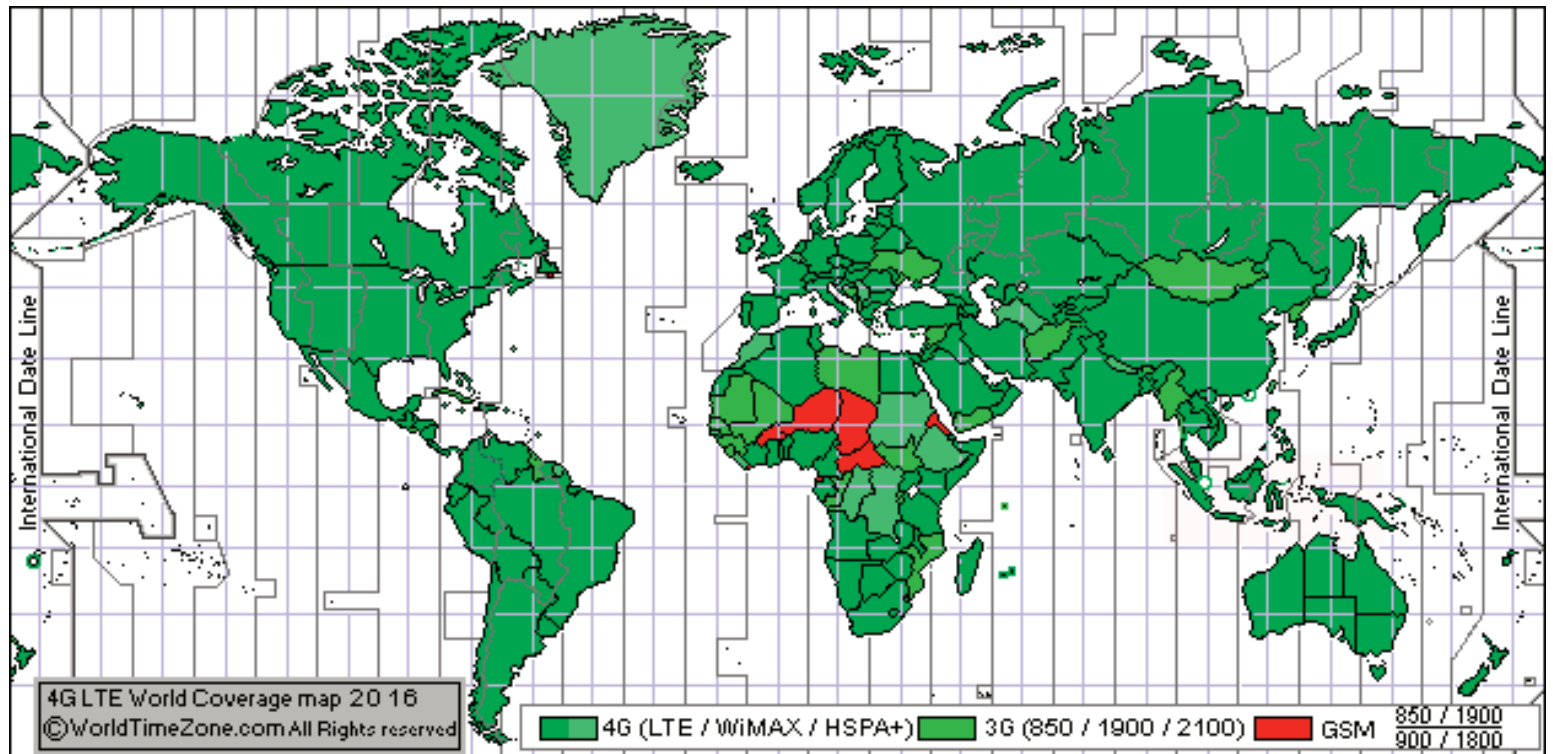 International Date Line
International Date Line
4G LTE World Coverage map 2016
©WorldTimeZone.com All Rights reserved
4G (LTE / WiMAX / HSPA+) 3G (850 / 1900 / 2100) GSM 850 / 1900
900 / 1800